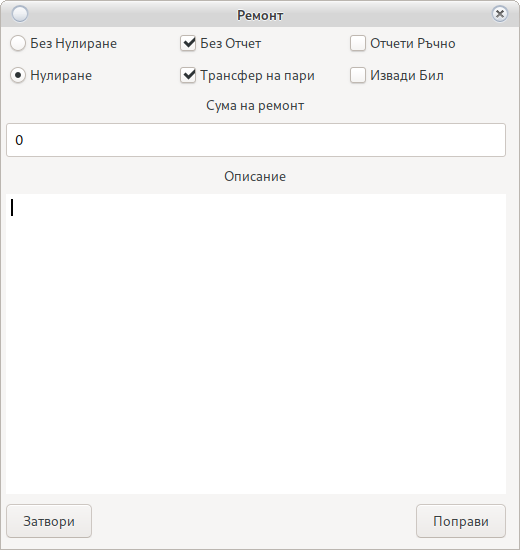 Ремонт
Без Нулиране Без Отчет Отчети Ръчно
Нулиране Трансфер на пари Извади Бил
Сума на ремонт
0
Описание
Затвори Поправи